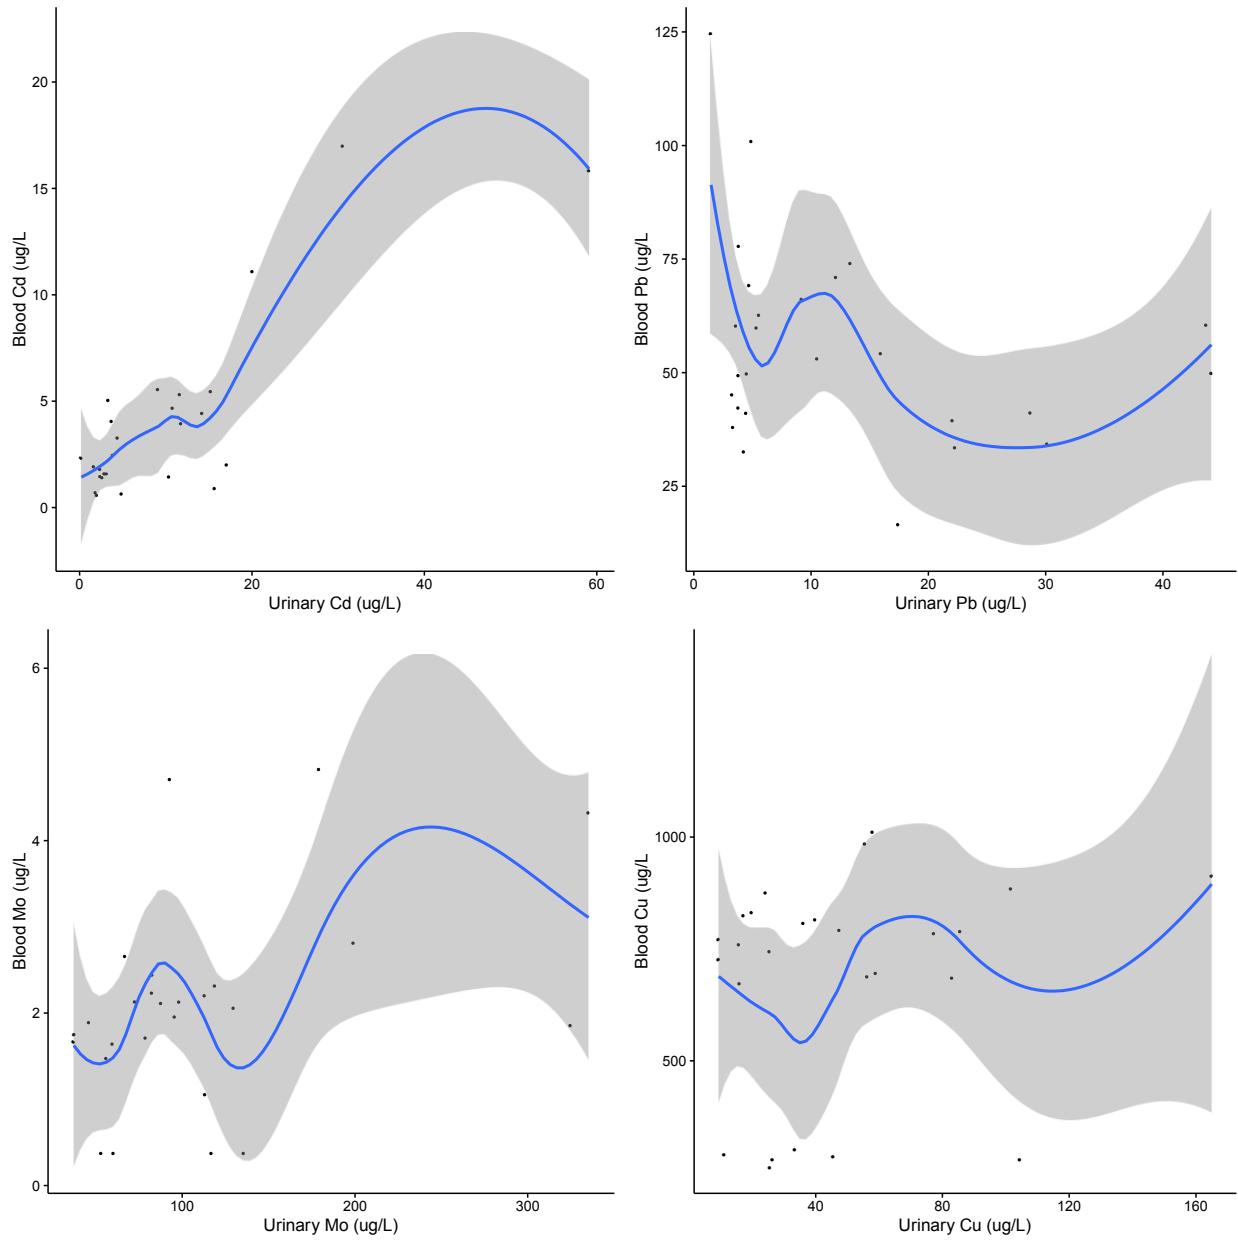 Blood Cd (ug/L
20
15
10
5
0
0 20 40 60
Urinary Cd (ug/L)
Blood Pb (ug/L
125
100
75
50
25
0 10 20 30 40
Urinary Pb (ug/L)
Blood Mo (ug/L
6
4
2
0
100 200 300
Urinary Mo (ug/L)
Blood Cu (ug/L
1000
500
40 80 120 160
Urinary Cu (ug/L)